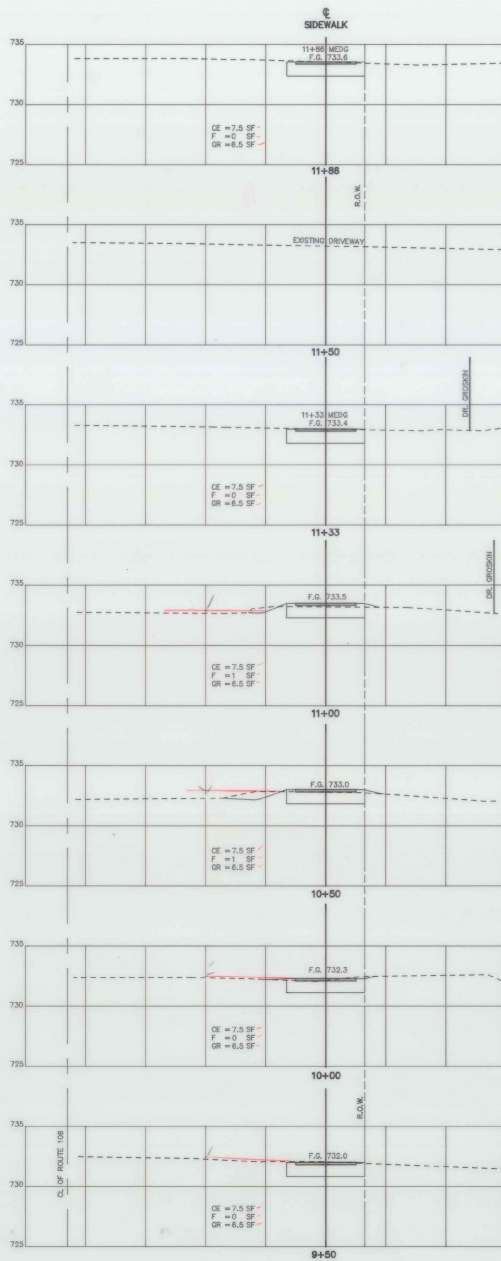 ℄
SIDEWALK
735
11+86 MEDG
F.G. 733.6
730
CE = 7.5 SF
F = 0 SF
GR = 6.5 SF
725
11+86
R.O.W.
735
EXISTING DRIVEWAY
730
725
11+50
DR. GROSKIN
735
11+33 MEDG
F.G. 733.4
730
CE = 7.5 SF
F = 0 SF
GR = 6.5 SF
725
11+33
DR. GROSKIN
735
F.G. 733.5
730
CE = 7.5 SF
F = 1 SF
GR = 6.5 SF
725
11+00
735
F.G. 733.0
730
CE = 7.5 SF
F = 1 SF
GR = 6.5 SF
725
10+50
735
F.G. 732.3
730
CE = 7.5 SF
F = 0 SF
GR = 6.5 SF
725
10+00
R.O.W.
735
CL OF ROUTE 108
F.G. 732.0
730
CE = 7.5 SF
F = 0 SF
GR = 6.5 SF
725
9+50